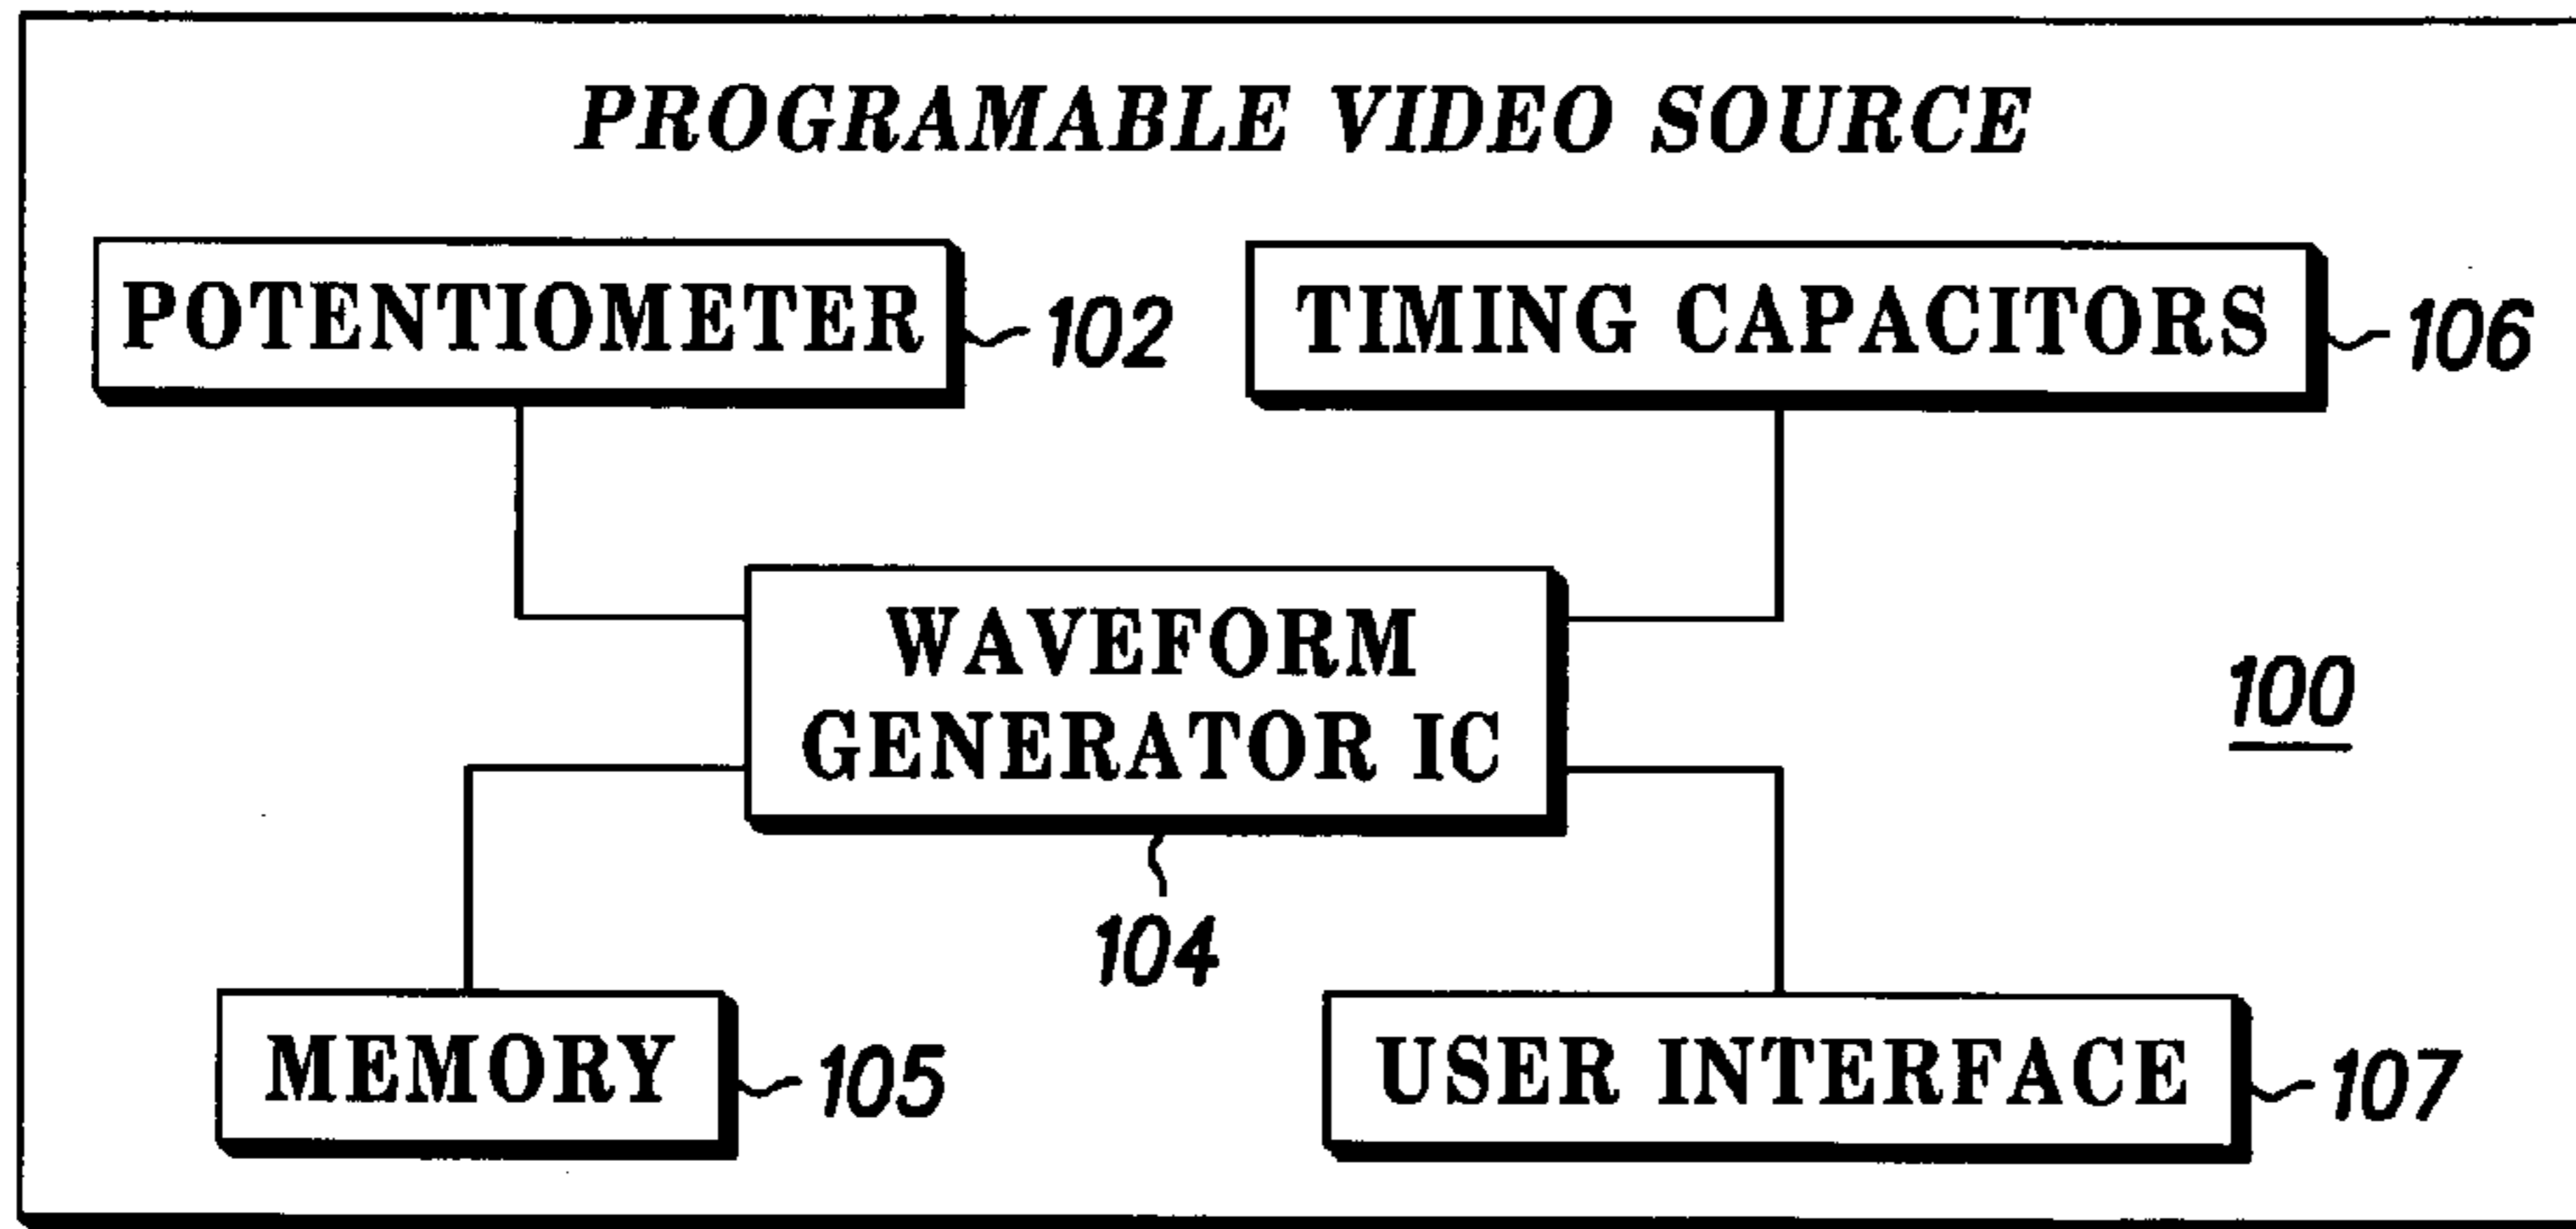 PROGRAMABLE VIDEO SOURCE
POTENTIOMETER
102
TIMING CAPACITORS
106
WAVEFORM
GENERATOR IC
104
100
MEMORY
105
USER INTERFACE
107